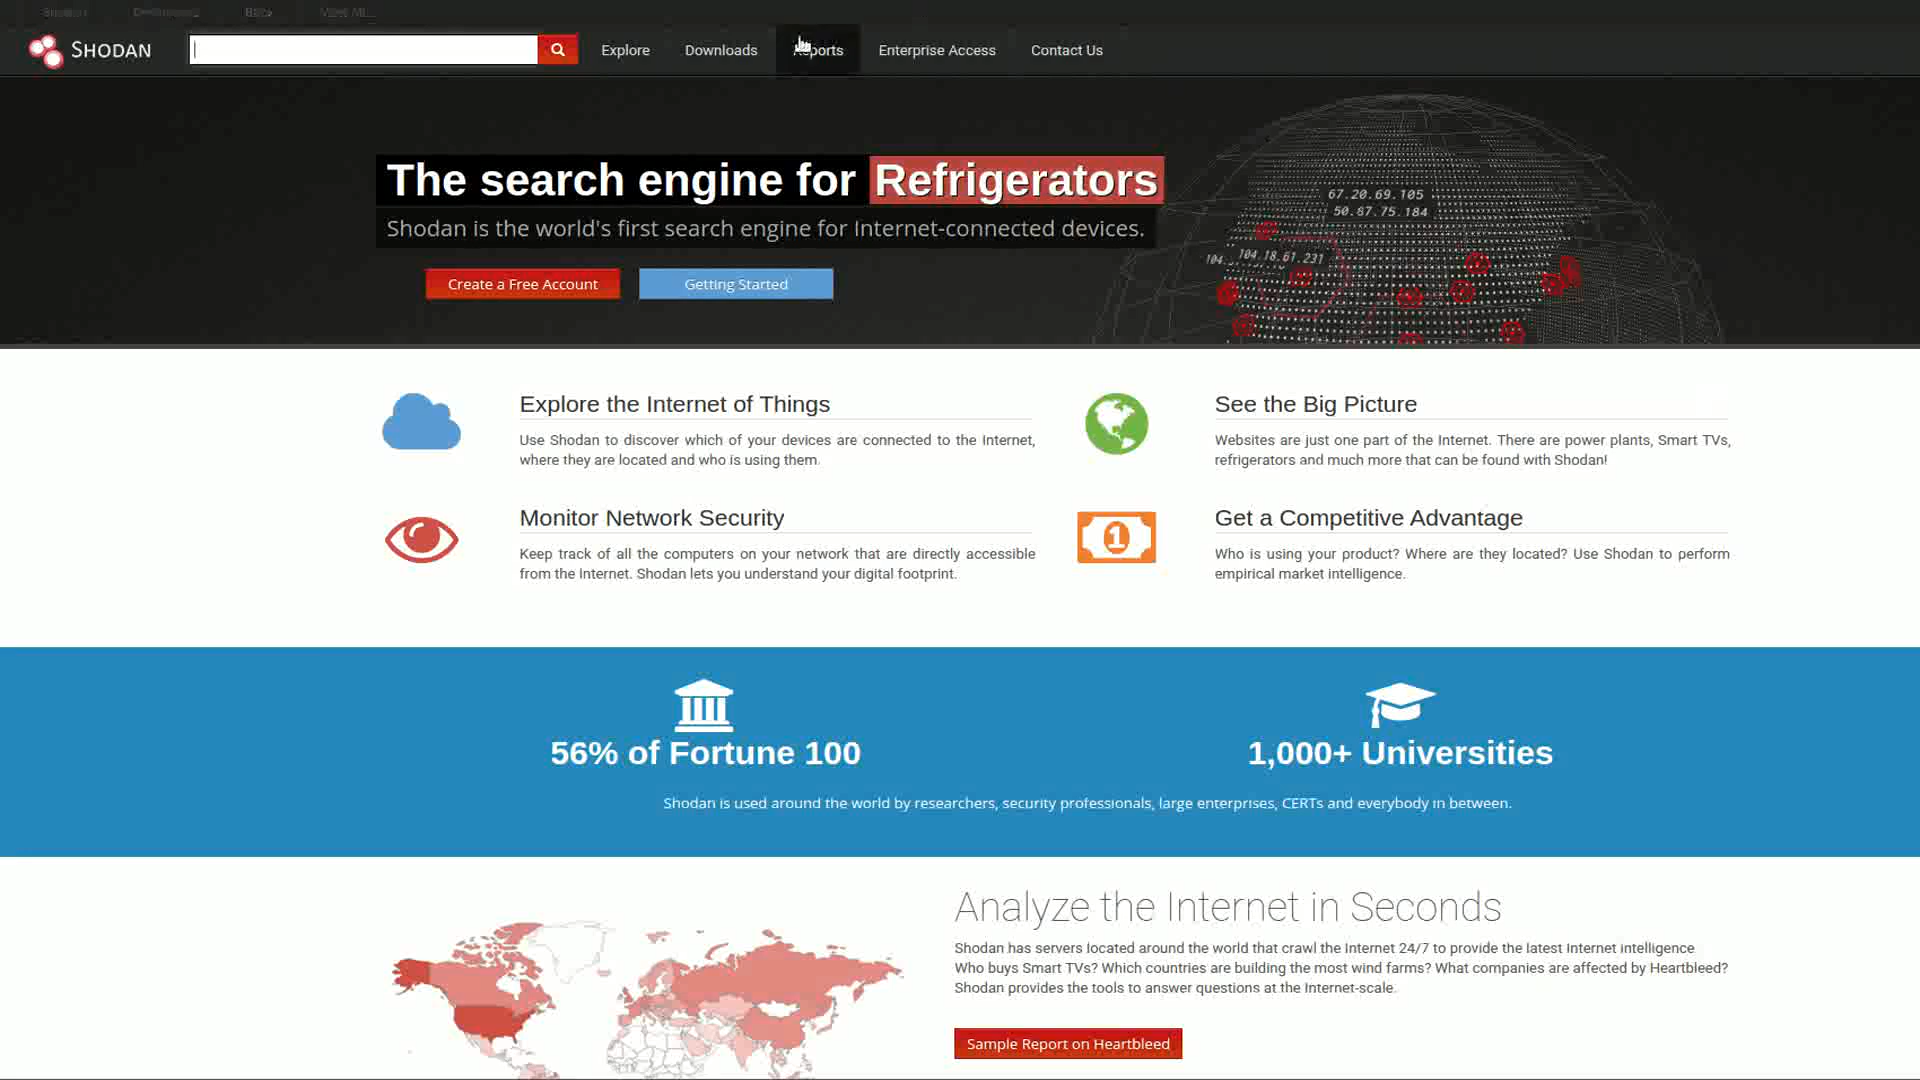 SHODAN
Explore
Downloads
Reports
Enterprise Access
Contact Us
The search engine for Refrigerators
Shodan is the world's first search engine for Internet-connected devices.
Create a Free Account
Getting Started
67.20.69.105
50.87.75.184
104.
104.18.61.231
Explore the Internet of Things
Use Shodan to discover which of your devices are connected to the Internet,
where they are located and who is using them.
See the Big Picture
Websites are just one part of the Internet. There are power plants, Smart TVs,
refrigerators and much more that can be found with Shodan!
Monitor Network Security
Keep track of all the computers on your network that are directly accessible
from the Internet. Shodan lets you understand your digital footprint.
1
Get a Competitive Advantage
Who is using your product? Where are they located? Use Shodan to perform
empirical market intelligence.
56% of Fortune 100
1,000+ Universities
Shodan is used around the world by researchers, security professionals, large enterprises, CERTs and everybody in between.
Analyze the Internet in Seconds
Shodan has servers located around the world that crawl the Internet 24/7 to provide the latest Internet intelligence
Who buys Smart TVs? Which countries are building the most wind farms? What companies are affected by Heartbleed?
Shodan provides the tools to answer questions at the Internet-scale.
Sample Report on Heartbleed